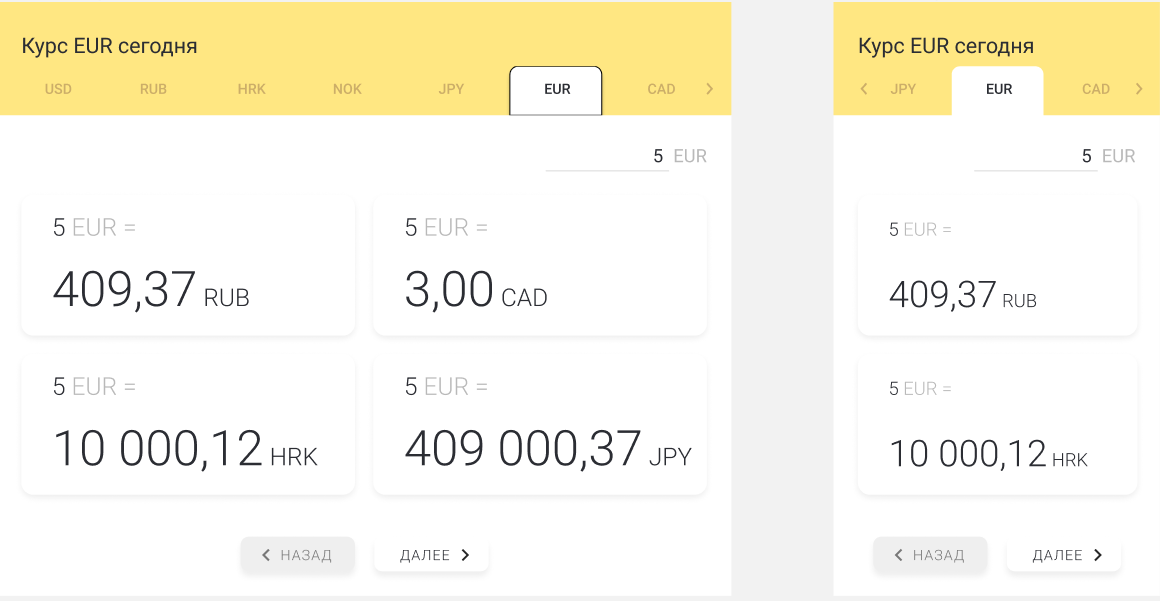 Курс EUR сегодня
USD RUB HRK NOK JPY EUR CAD
5 EUR
5 EUR =
409,37 RUB
5 EUR =
3,00 CAD
5 EUR =
10 000,12 HRK
5 EUR =
409 000,37 JPY
НАЗАД
ДАЛЕЕ
Курс EUR сегодня
JPY EUR CAD
5 EUR
5 EUR =
409,37 RUB
5 EUR =
10 000,12 HRK
НАЗАД
ДАЛЕЕ